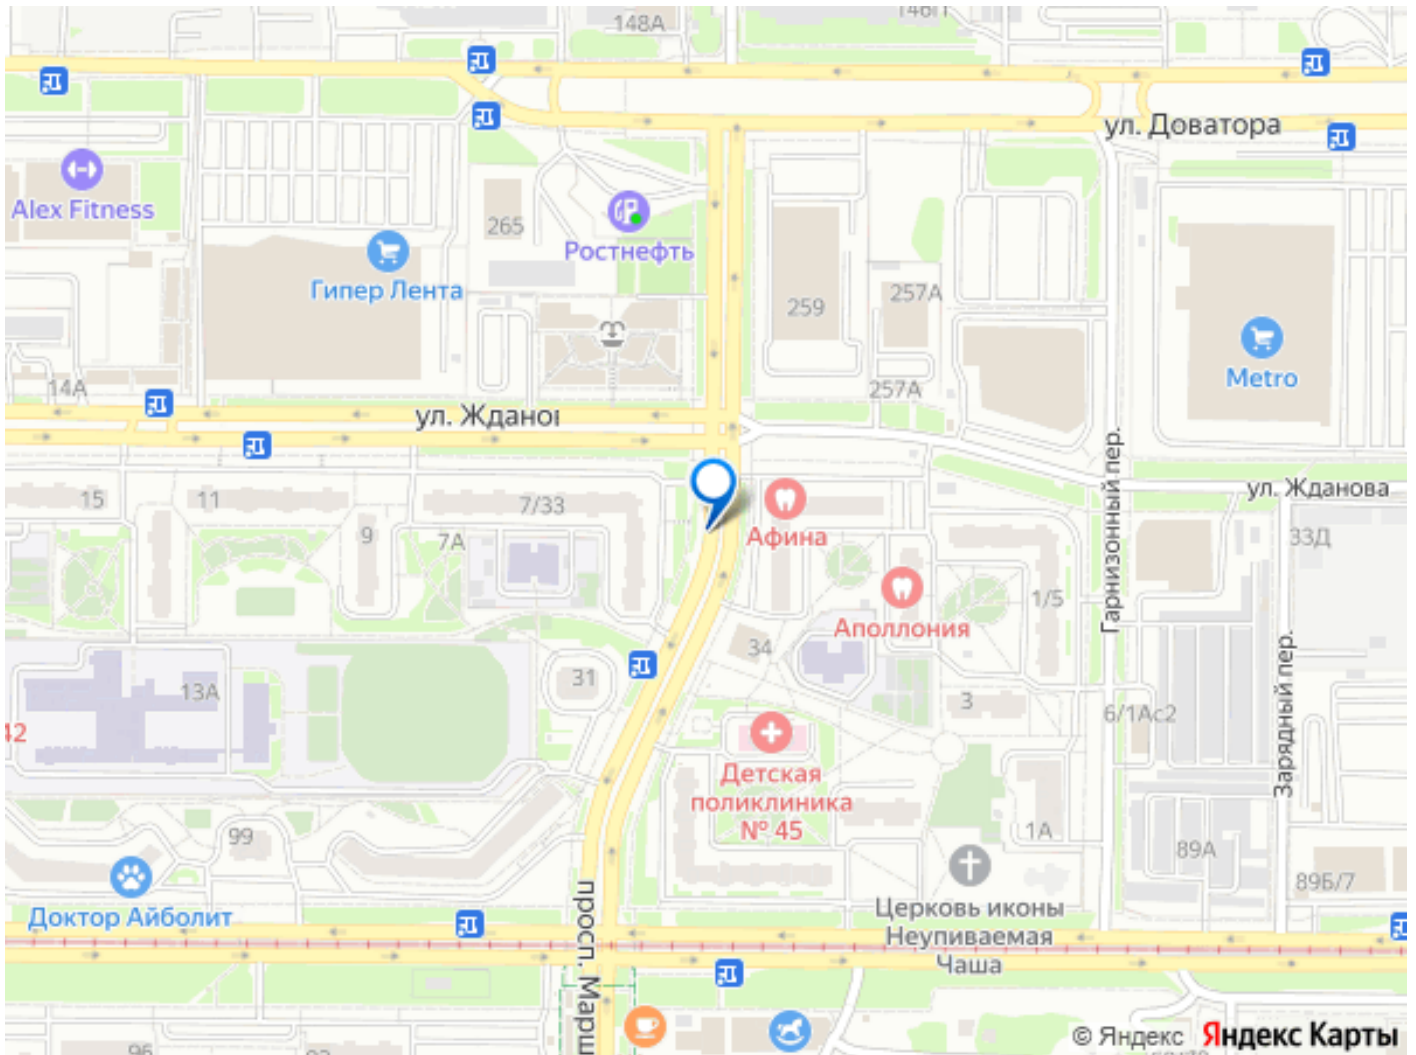 148А
ул. Доватора
Alex Fitness
265
Ростнефть
Гипер Лента
259
257А
Metro
14А
257А
ул. Ждано
15
11
7/33
9
7А
Афина
ул. Жданова
33Д
Гарнизонный пер.
1/5
Аполлония
34
31
13А
42
3
6/1Ас2
Зарядный пер.
Детская
поликлиника
№ 45
99
1А
89А
89Б/7
Доктор Айболит
Церковь иконы
Неупиваемая
Чаша
просп. Марш
© Яндекс Яндекс Карты